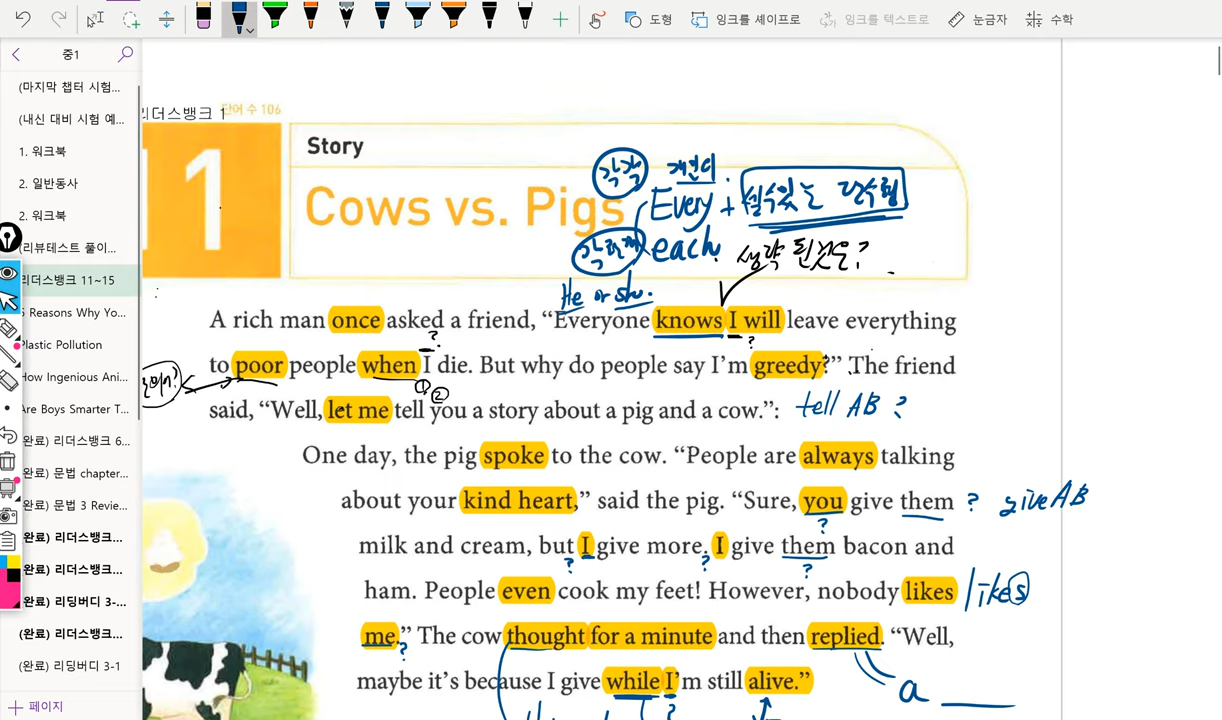 도형
잉크를 셰이프로
잉크를 텍스트로
눈금자
수학
중1
(마지막 챕터 시험...
(내신 대비 시험 예...
1. 워크북
2. 일반동사
2. 워크북
(리뷰테스트 풀이...
리더스뱅크 11~15
Reasons Why Yo...
Plastic Pollution
How Ingenious Ani...
Are Boys Smarter T...
(완료) 리더스뱅크 6...
완료) 문법 chapter...
완료) 문법 3 Revie...
완료) 리더스뱅크...
완료) 리더스뱅크...
완료) 리딩버디 3-...
(완료) 리더스뱅크...
(완료) 리딩버디 3-1
페이지
리더스뱅크 1
단어 수 106
1
Story
Cows vs. Pigs
각각 개인이
Every + 셀수있는 단수형
each
생략 된것은?
He or she.
A rich man once asked a friend, “Everyone knows I will leave everything
to poor people when I die. But why do people say I’m greedy?” The friend
① ②
said, “Well, let me tell you a story about a pig and a cow.”:
tell AB ?
One day, the pig spoke to the cow. “People are always talking
about your kind heart,” said the pig. “Sure, you give them
? give AB
milk and cream, but I give more. I give them bacon and
ham. People even cook my feet! However, nobody likes
likes
me.” The cow thought for a minute and then replied. “Well,
maybe it’s because I give while I’m still alive.”
a